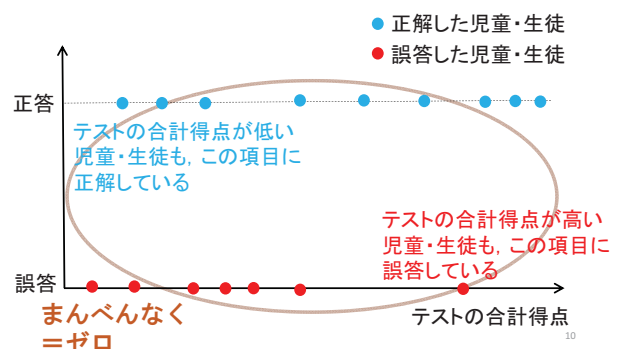 正解した児童・生徒
誤答した児童・生徒
正答
テストの合計得点が低い
児童・生徒も，この項目に
正解している
テストの合計得点が高い
児童・生徒も，この項目に
誤答している
誤答
まんべんなく
＝ゼロ
テストの合計得点
10